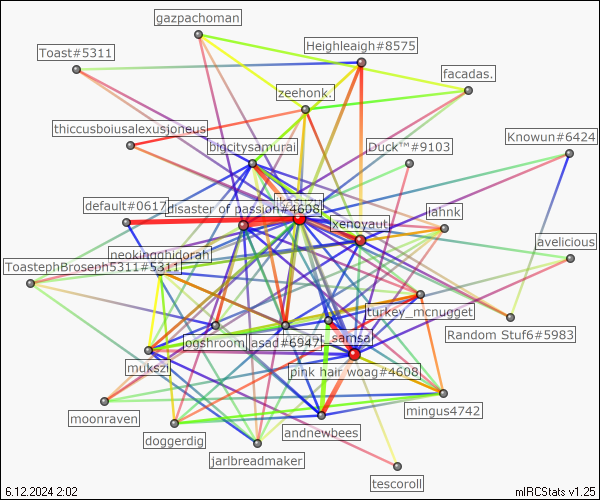 gazpachoman
Toast#5311
Heighleigh#8575
facadas.
zeehonk.
thiccusboiusalexusjoneus
Knowun#6424
bigcitysamurai
Duck™#9103
default#0617
disaster of passion#4608
lahnk
xenoyaut.
avelicious
neokingghidorah
ToastephBroseph5311#5311
turkey_mcnugget
Random Stuf6#5983
ogshroom
asad#6947
mukszi
pink hair woag#4608
moonraven
mingus4742
andnewbees
doggerdig
jarlbreadmaker
tescoroll
6.12.2024 2:02
mIRCStats v1.25